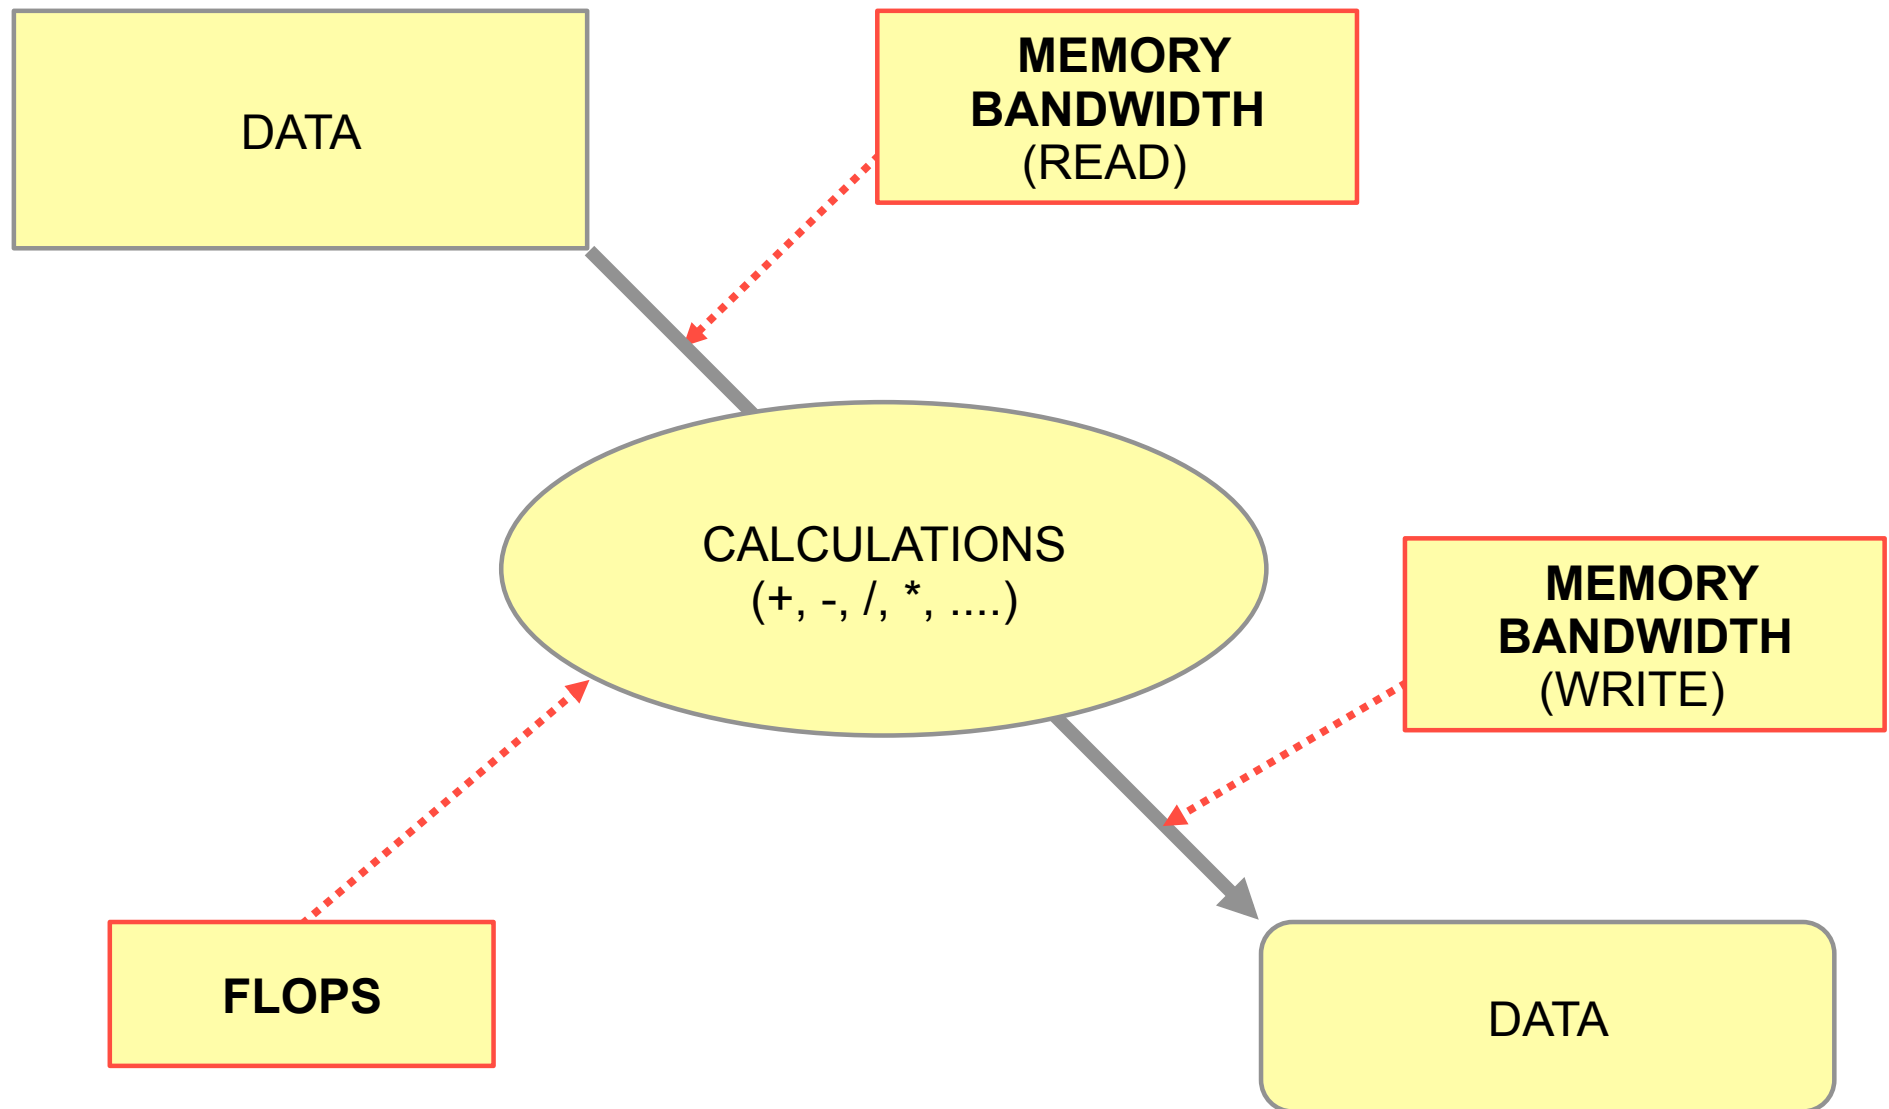 DATA
MEMORY
BANDWIDTH
(READ)
CALCULATIONS
(+, -, /, *, ....)
MEMORY
BANDWIDTH
(WRITE)
FLOPS
DATA